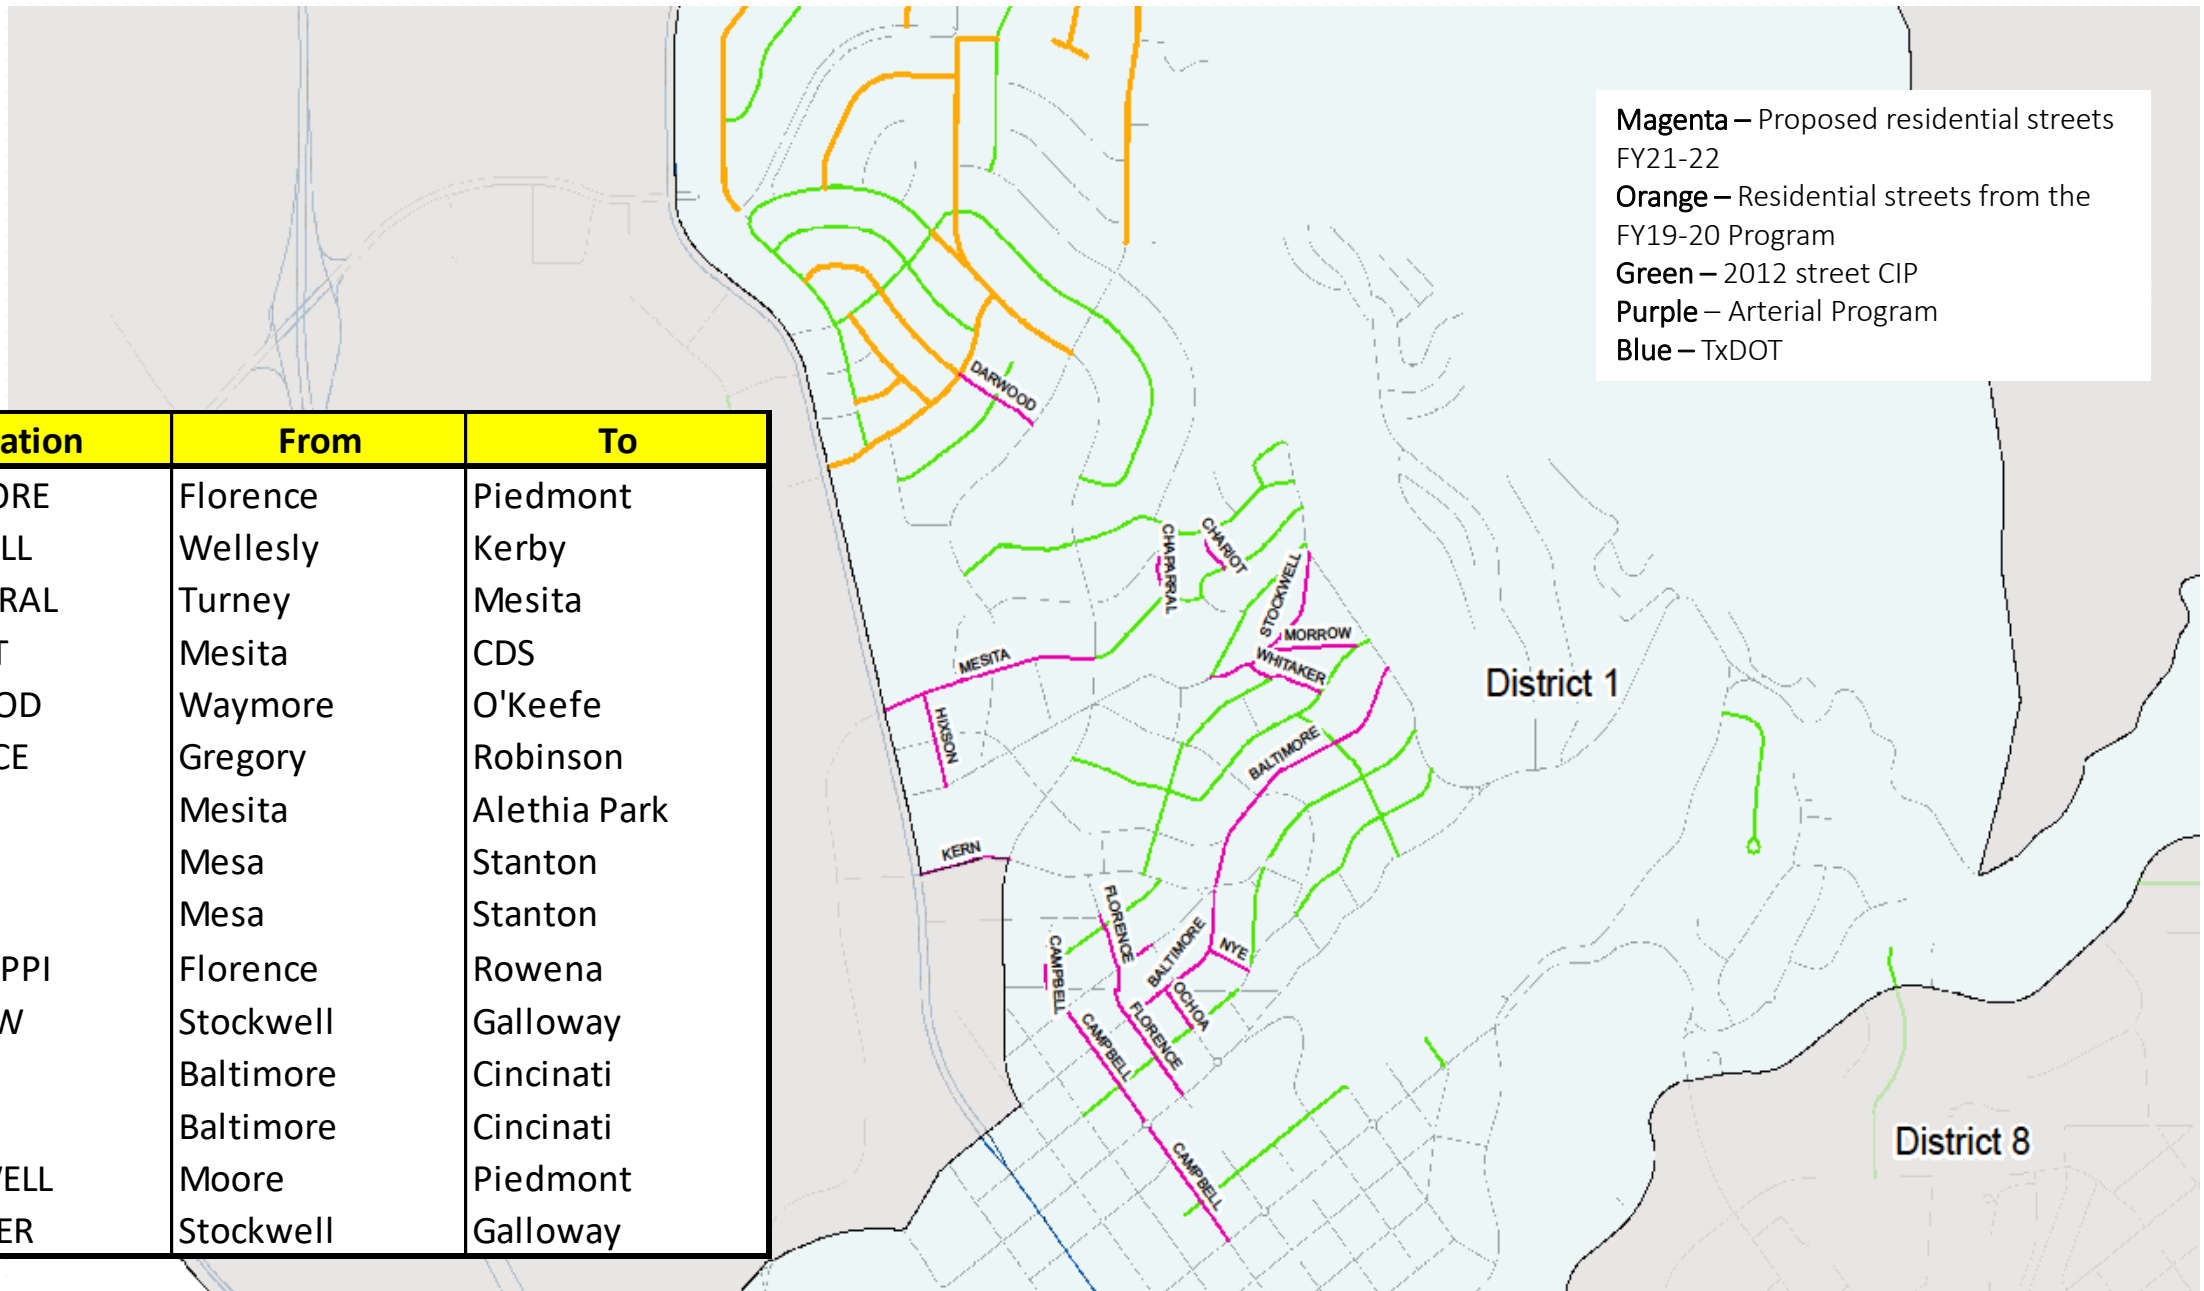 Magenta – Proposed residential streets
FY21-22
Orange – Residential streets from the
FY19-20 Program
Green – 2012 street CIP
Purple – Arterial Program
Blue – TxDOT
DARWOOD
ation From To
ORE Florence Piedmont
LL Wellesly Kerby
RAL Turney Mesita
T Mesita CDS
OD Waymore O'Keefe
CE Gregory Robinson
Mesita Alethia Park
Mesa Stanton
Mesa Stanton
PPI Florence Rowena
W Stockwell Galloway
Baltimore Cincinati
Baltimore Cincinati
ELL Moore Piedmont
ER Stockwell Galloway
CHAPARRAL
CHARIOT
STOCKWELL
MORROW
WHITAKER
MESITA
HIXSON
BALTIMORE
District 1
KERN
FLORENCE
CAMPBELL
BALTIMORE
NYE
OCHOA
FLORENCE
CAMPBELL
CAMPBELL
District 8